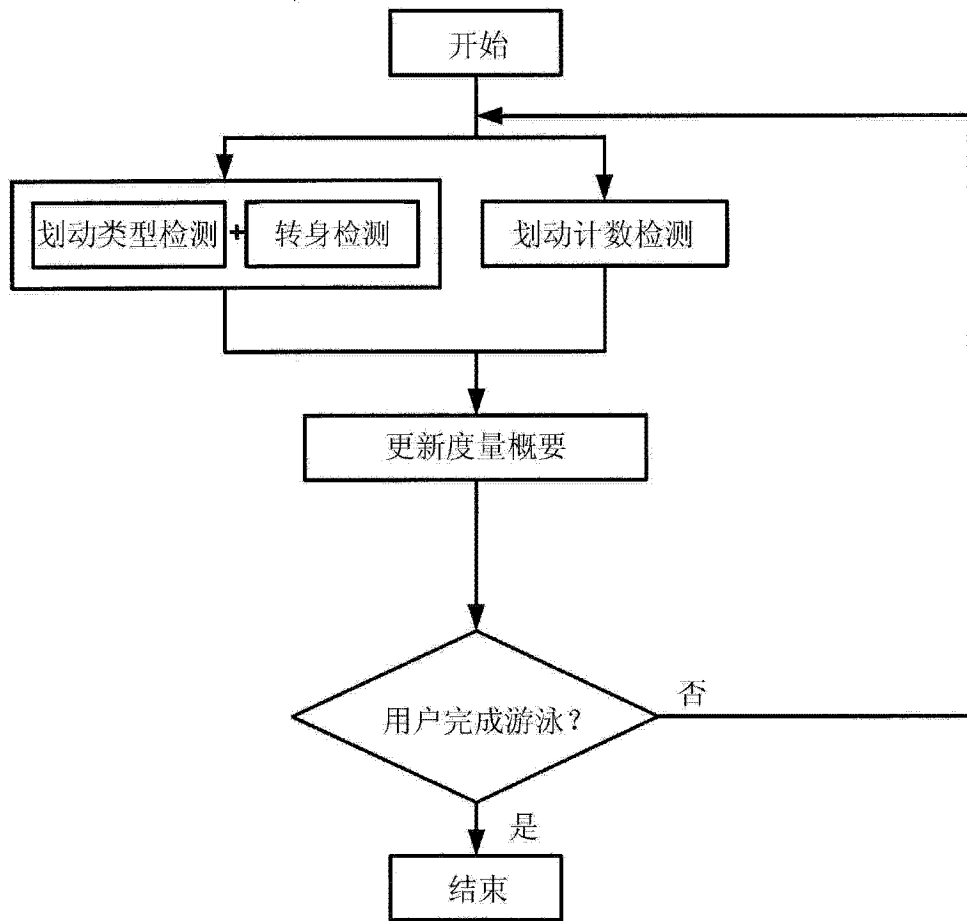 开始
划动类型检测
+
转身检测
划动计数检测
更新度量概要
用户完成游泳?
否
是
结束